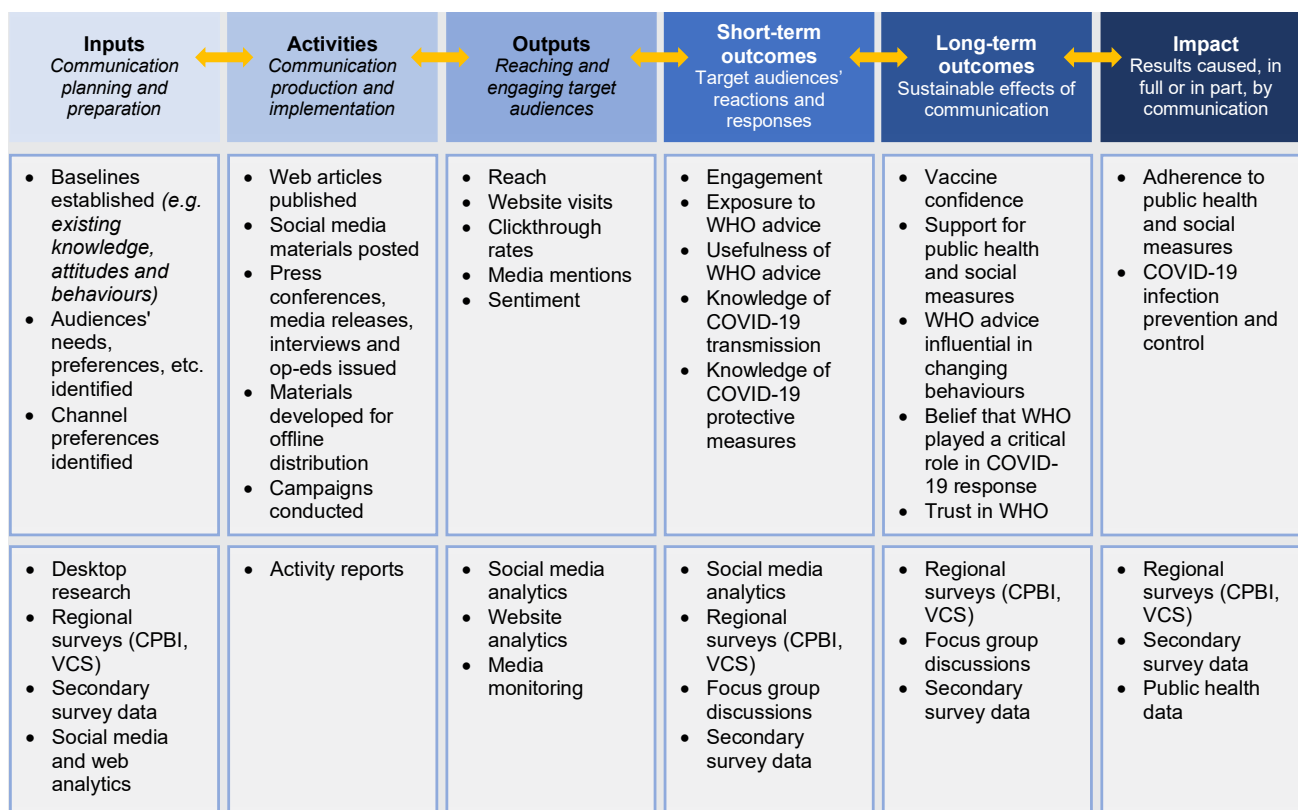 Inputs
Communication
planning and
preparation
Activities
Communication
production and
implementation
Outputs
Reaching and
engaging target
audiences
Short-term
outcomes
Target audiences’
reactions and
responses
Long-term
outcomes
Sustainable effects of
communication
Impact
Results caused, in
full or in part, by
communication
• Baselines
established (e.g.
existing
knowledge,
attitudes and
behaviours)
• Audiences'
needs,
preferences, etc.
identified
• Channel
preferences
identified
• Web articles
published
• Social media
materials posted
• Press
conferences,
media releases,
interviews and
op-eds issued
• Materials
developed for
offline
distribution
• Campaigns
conducted
• Reach
• Website visits
• Clickthrough
rates
• Media mentions
• Sentiment
• Engagement
• Exposure to
WHO advice
• Usefulness of
WHO advice
• Knowledge of
COVID-19
transmission
• Knowledge of
COVID-19
protective
measures
• Vaccine
confidence
• Support for
public health
and social
measures
• WHO advice
influential in
changing
behaviours
• Belief that WHO
played a critical
role in COVID-
19 response
• Trust in WHO
• Adherence to
public health
and social
measures
• COVID-19
infection
prevention and
control
• Desktop
research
• Regional
surveys (CPBI,
VCS)
• Secondary
survey data
• Social media
and web
analytics
• Activity reports
• Social media
analytics
• Website
analytics
• Media
monitoring
• Social media
analytics
• Regional
surveys (CPBI,
VCS)
• Focus group
discussions
• Secondary
survey data
• Regional
surveys (CPBI,
VCS)
• Focus group
discussions
• Secondary
survey data
• Regional
surveys (CPBI,
VCS)
• Secondary
survey data
• Public health
data